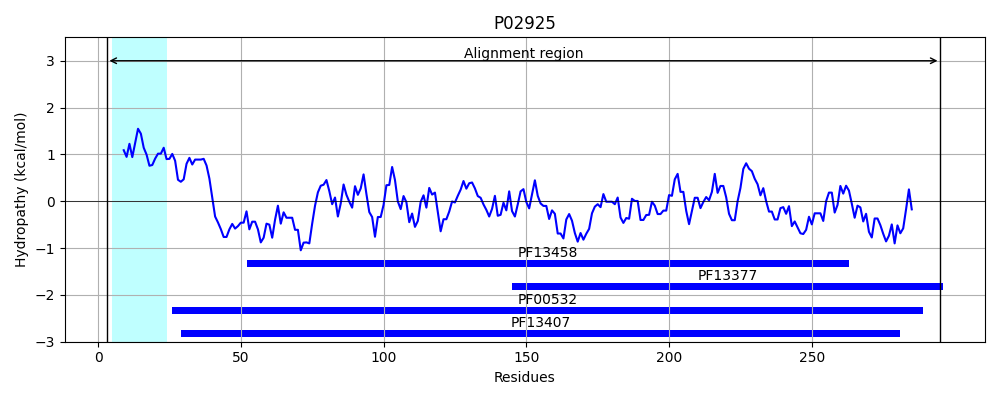 P02925
Alignment region
Hydropathy (kcal/mol)
3
2
1
0
−1
−2
−3
PF13458
PF13377
PF00532
PF13407
0 50 100 150 200 250
Residues